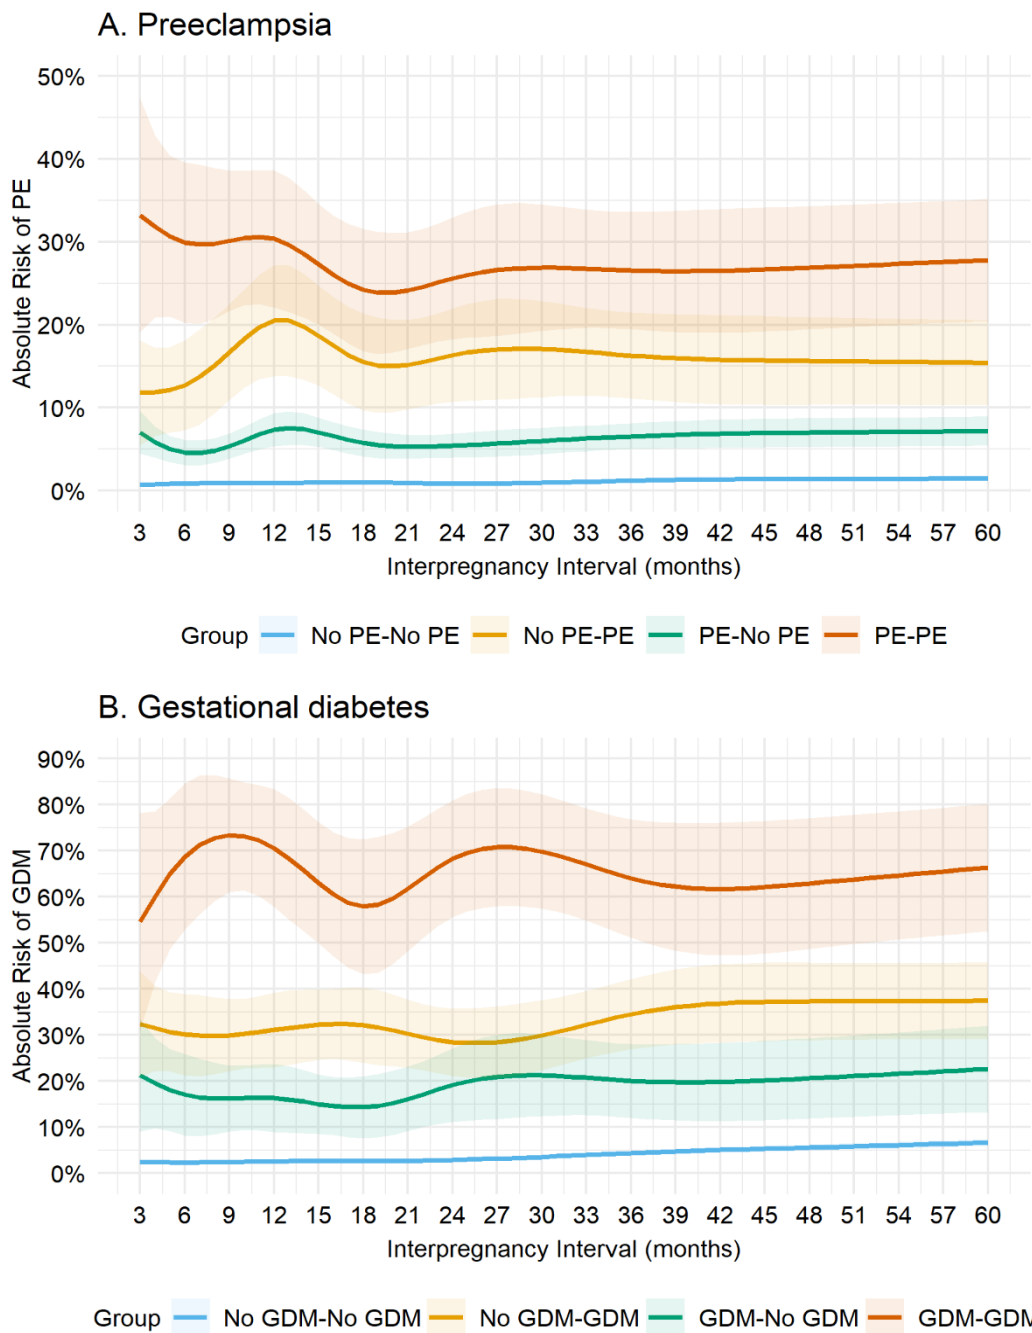 A. Preeclampsia
50%
40%
30%
20%
10%
0%
Absolute Risk of PE
3 6 9 12 15 18 21 24 27 30 33 36 39 42 45 48 51 54 57 60
Interpregnancy Interval (months)
Group No PE-No PE No PE-PE PE-No PE PE-PE
B. Gestational diabetes
90%
80%
70%
60%
50%
40%
30%
20%
10%
0%
Absolute Risk of GDM
3 6 9 12 15 18 21 24 27 30 33 36 39 42 45 48 51 54 57 60
Interpregnancy Interval (months)
Group No GDM-No GDM No GDM-GDM GDM-No GDM GDM-GDM